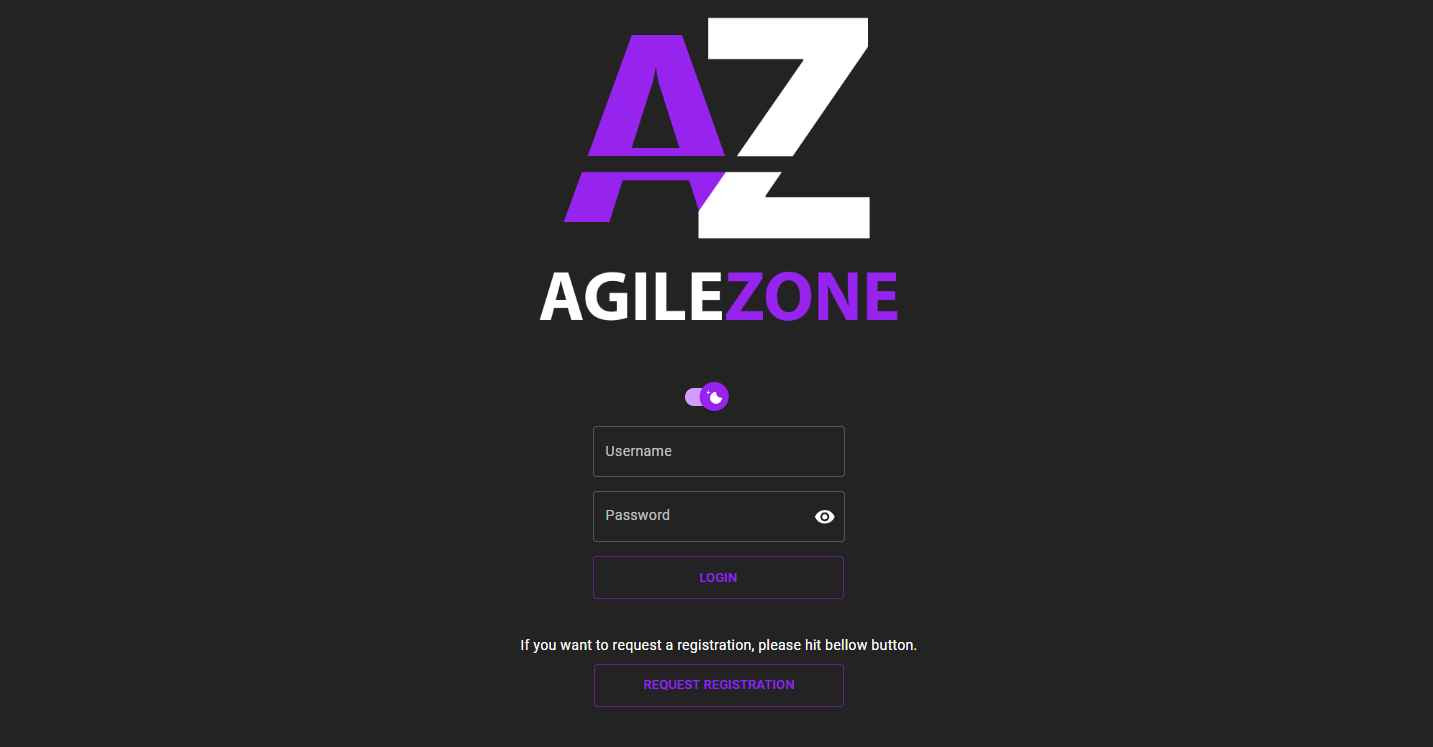 AZ
AGILEZONE
Username
Password
LOGIN
If you want to request a registration, please hit bellow button.
REQUEST REGISTRATION